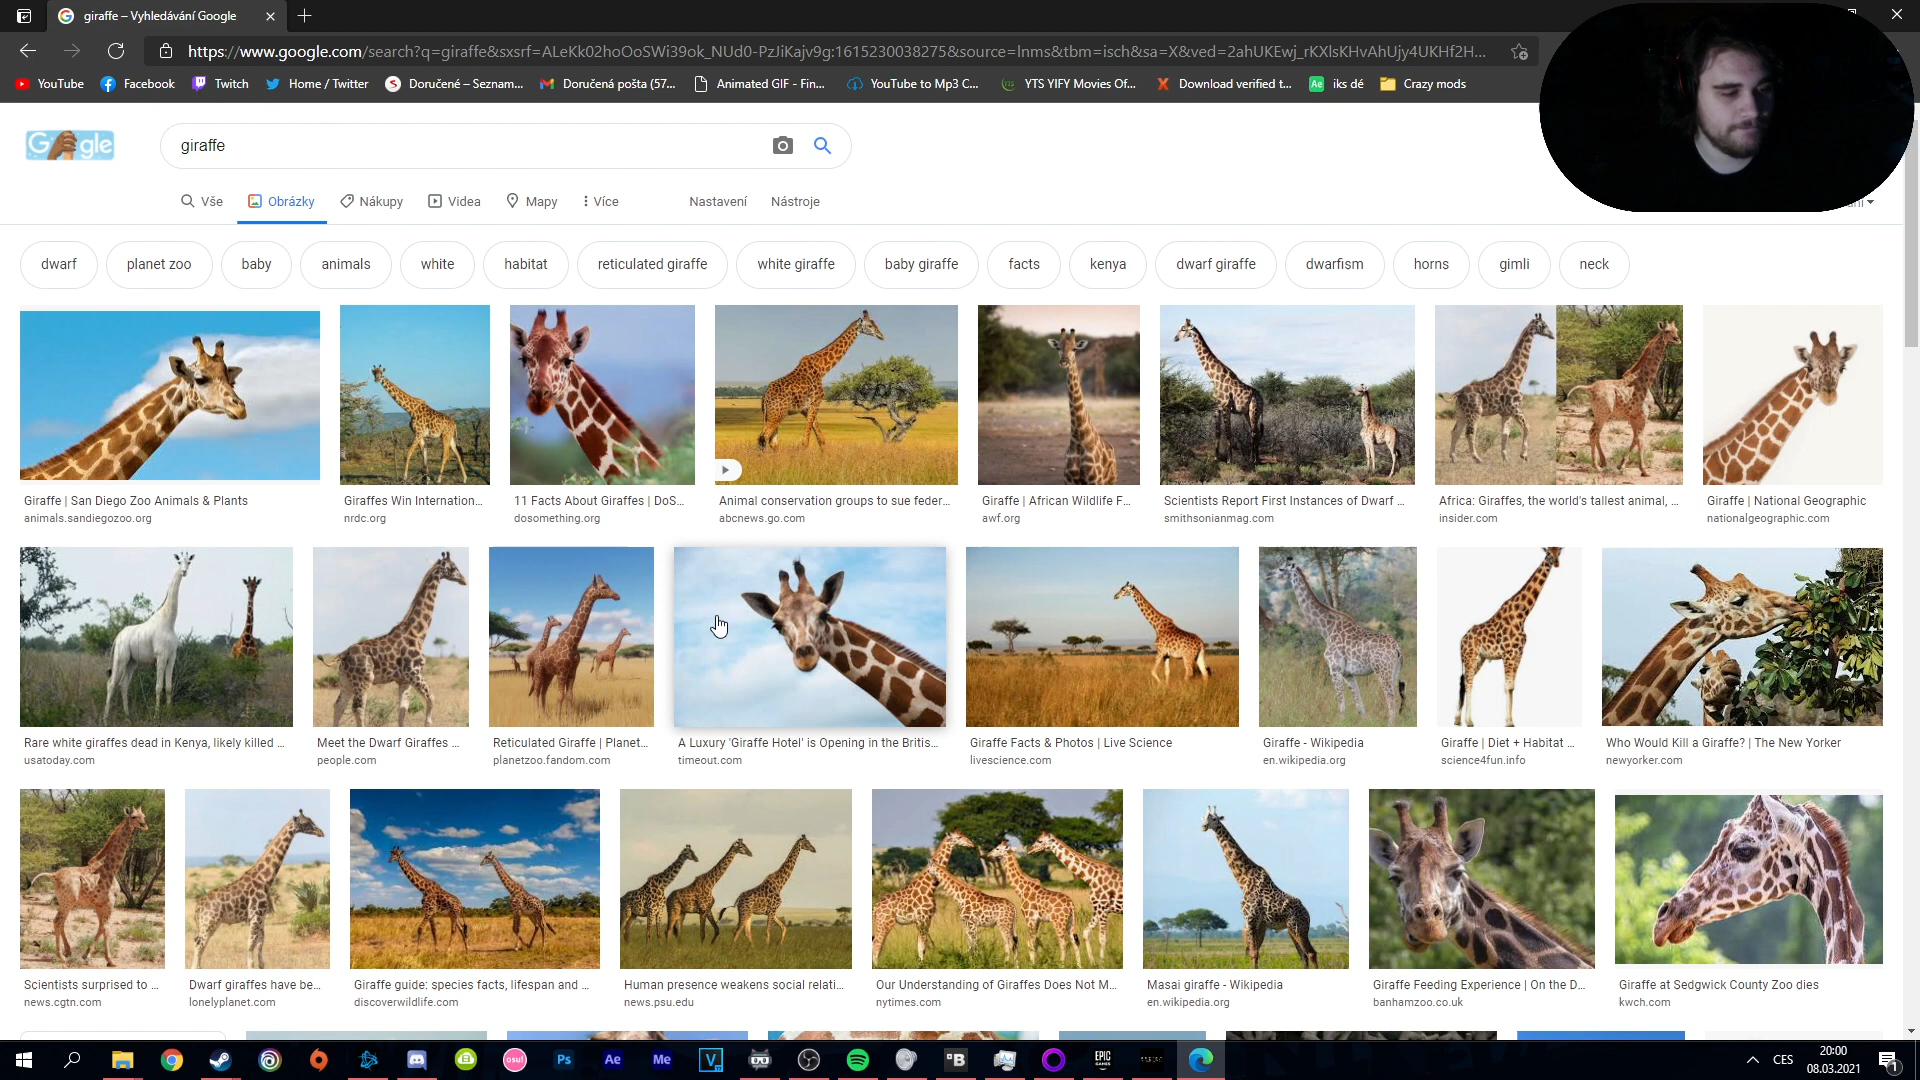 giraffe – Vyhledávání Google
https://www.google.com/search?q=giraffe&sxsrf=ALeKk02hoOoSWi39ok_NUd0-PzJiKajv9g:1615230038275&source=lnms&tbm=isch&sa=X&ved=2ahUKEwj_rKXlsKHvAhUjy4UKHf2H...
YouTube Facebook Twitch Home / Twitter Doručené – Seznam... Doručená pošta (57... Animated GIF - Fin... YouTube to Mp3 C... YTS YIFY Movies Of... Download verified t... Ae iks dé Crazy mods
giraffe
Vše Obrázky Nákupy Videa Mapy Více Nastavení Nástroje
dwarf planet zoo baby animals white habitat reticulated giraffe white giraffe baby giraffe facts kenya dwarf giraffe dwarfism horns gimli neck
Giraffe | San Diego Zoo Animals & Plants
animals.sandiegozoo.org
Giraffes Win Internation...
nrdc.org
11 Facts About Giraffes | DoS...
dosomething.org
Animal conservation groups to sue feder...
abcnews.go.com
Giraffe | African Wildlife F...
awf.org
Scientists Report First Instances of Dwarf ...
smithsonianmag.com
Africa: Giraffes, the world's tallest animal, ...
insider.com
Giraffe | National Geographic
nationalgeographic.com
Rare white giraffes dead in Kenya, likely killed ...
usatoday.com
Meet the Dwarf Giraffes ...
people.com
Reticulated Giraffe | Planet...
planetzoo.fandom.com
A Luxury 'Giraffe Hotel' is Opening in the Britis...
timeout.com
Giraffe Facts & Photos | Live Science
livescience.com
Giraffe - Wikipedia
en.wikipedia.org
Giraffe | Diet + Habitat ...
science4fun.info
Who Would Kill a Giraffe? | The New Yorker
newyorker.com
Scientists surprised to ...
news.cgtn.com
Dwarf giraffes have be...
lonelyplanet.com
Giraffe guide: species facts, lifespan and ...
discoverwildlife.com
Human presence weakens social relati...
news.psu.edu
Our Understanding of Giraffes Does Not M...
nytimes.com
Masai giraffe - Wikipedia
en.wikipedia.org
Giraffe Feeding Experience | On the D...
banhamzoo.co.uk
Giraffe at Sedgwick County Zoo dies
kwch.com
osu! Ps Ae Me V B EPIC GAMES CES
20:00
08.03.2021
1